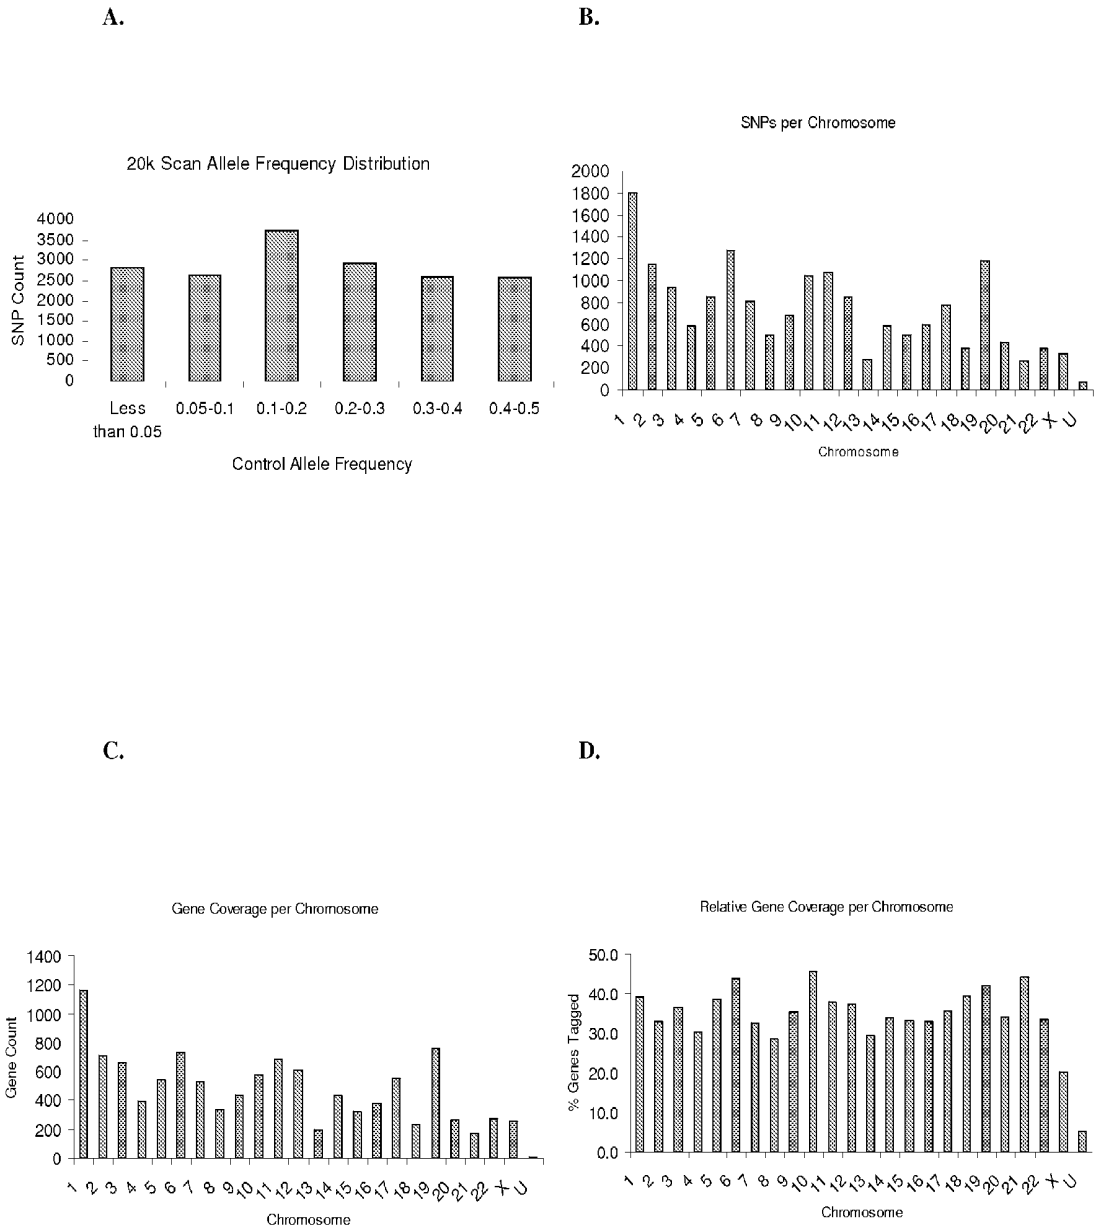 A.
20k Scan Allele Frequency Distribution
SNP Count
4000
3500
3000
2500
2000
1500
1000
500
0
Less than 0.05
0.05-0.1
0.1-0.2
0.2-0.3
0.3-0.4
0.4-0.5
Control Allele Frequency
B.
SNPs per Chromosome
2000
1800
1600
1400
1200
1000
800
600
400
200
0
1 2 3 4 5 6 7 8 9 10 11 12 13 14 15 16 17 18 19 20 21 22 X U
Chromosome
C.
Gene Coverage per Chromosome
Gene Count
1400
1200
1000
800
600
400
200
0
1 2 3 4 5 6 7 8 9 10 11 12 13 14 15 16 17 18 19 20 21 22 X U
Chromosome
D.
Relative Gene Coverage per Chromosome
% Genes Tagged
50.0
40.0
30.0
20.0
10.0
0.0
1 2 3 4 5 6 7 8 9 10 11 12 13 14 15 16 17 18 19 20 21 22 X U
Chromosome